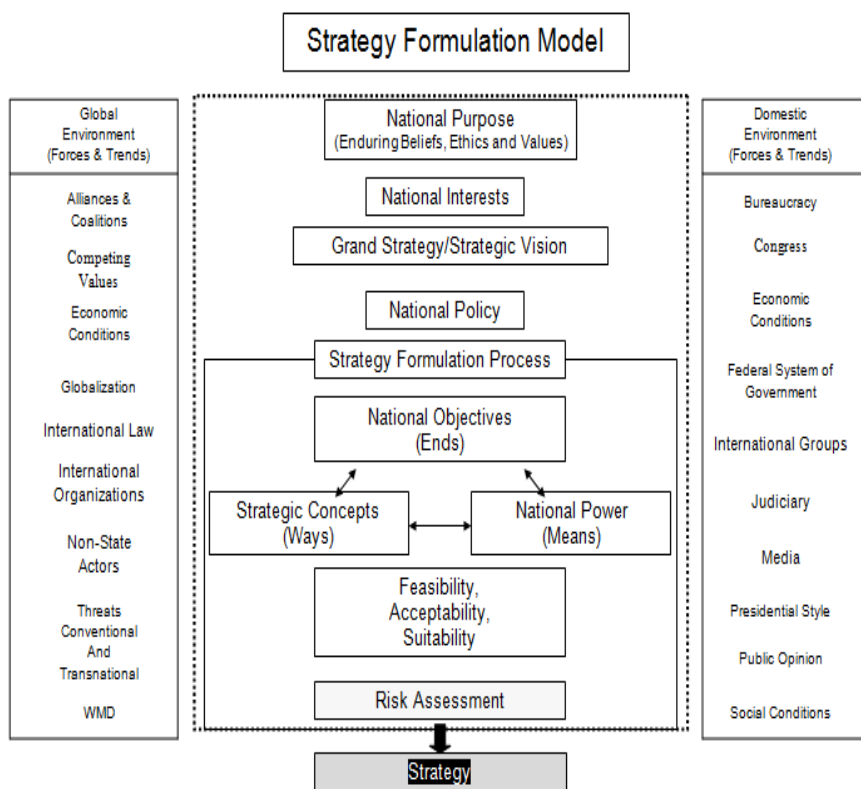 Strategy Formulation Model
Global
Environment
(Forces & Trends)
Alliances &
Coalitions
Competing
Values
Economic
Conditions
Globalization
International Law
International
Organizations
Non-State
Actors
Threats
Conventional
And
Transnational
WMD
National Purpose
(Enduring Beliefs, Ethics and Values)
National Interests
Grand Strategy/Strategic Vision
National Policy
Strategy Formulation Process
National Objectives
(Ends)
Strategic Concepts
(Ways)
National Power
(Means)
Feasibility,
Acceptability,
Suitability
Risk Assessment
Strategy
Domestic
Environment
(Forces & Trends)
Bureaucracy
Congress
Economic
Conditions
Federal System of
Government
International Groups
Judiciary
Media
Presidential Style
Public Opinion
Social Conditions